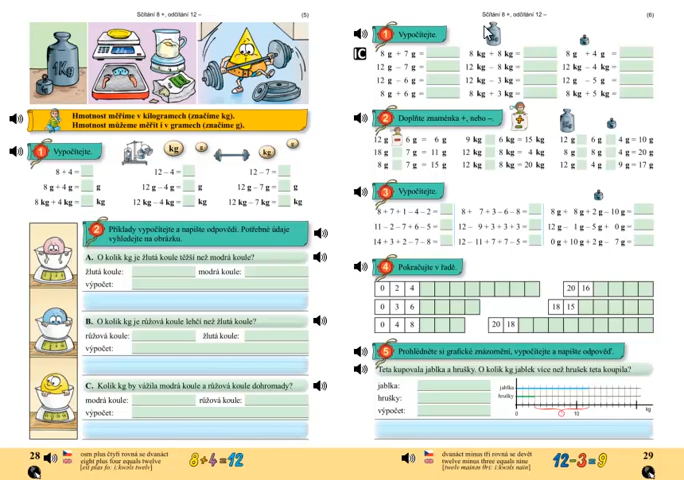 Sčítání 8 +, odčítání 12 –
(5)
1Kg
Hmotnost měříme v kilogramech (značíme kg).
Hmotnost můžeme měřit i v gramech (značíme g).
1 Vypočítejte.
kg g kg g
8 + 4 = 12 – 4 = 12 – 7 =
8 g + 4 g = g 12 g – 4 g = g 12 g – 7 g = g
8 kg + 4 kg = kg 12 kg – 4 kg = kg 12 kg – 7 kg = kg
2 Příklady vypočítejte a napište odpovědi. Potřebné údaje
vyhledejte na obrázku.
A. O kolik kg je žlutá koule těžší než modrá koule?
žlutá koule: modrá koule:
výpočet:
B. O kolik kg je růžová koule lehčí než žlutá koule?
růžová koule: žlutá koule:
výpočet:
C. Kolik kg by vážila modrá koule a růžová koule dohromady?
modrá koule: růžová koule:
výpočet:
28
osm plus čtyři rovná se dvanáct
eight plus four equals twelve
8+4=12
Sčítání 8 +, odčítání 12 –
(6)
1 Vypočítejte.
8 g + 7 g = 8 kg + 8 kg = 8 g + 4 g =
12 g – 7 g = 12 kg – 8 kg = 12 kg – 4 kg =
12 g – 6 g = 12 kg – 4 kg = 12 g – 5 g =
8 g + 6 g = 8 kg + 3 kg = 8 kg + 5 kg =
2 Doplňte znaménka +, nebo –.
12 g – 6 g = 6 g 9 kg 6 kg = 15 kg 12 g 6 g 4 g = 10 g
18 g 7 g = 11 g 12 kg 8 kg = 4 kg 8 g 8 g 4 g = 20 g
8 g 7 g = 15 g 12 kg 8 kg = 20 kg 12 g 4 g 9 g = 17 g
3 Vypočítejte.
8 + 7 + 1 – 4 – 2 = 8 + 7 + 3 – 6 – 8 = 8 g + 8 g + 2 g – 10 g =
11 – 2 – 7 + 6 – 5 = 12 – 9 + 3 + 3 + 3 = 12 g – 1 g – 5 g + 0 g =
14 + 3 + 2 – 7 – 8 = 12 – 11 + 7 + 7 – 5 = 0 g + 10 g + 2 g – 7 g =
4 Pokračujte v řadě.
0 2 4 20 16
0 3 6 18 15
0 4 8 20 18
5 Prohlédněte si grafické znázornění, vypočítejte a napište odpověď.
Teta kupovala jablka a hrušky. O kolik kg jablek více než hrušek teta koupila?
jablka: jablka
hrušky: hrušky
výpočet: 0 ? 10 kg
dvanáct minus tři rovná se devět
twelve minus three equals nine
12-3=9
29